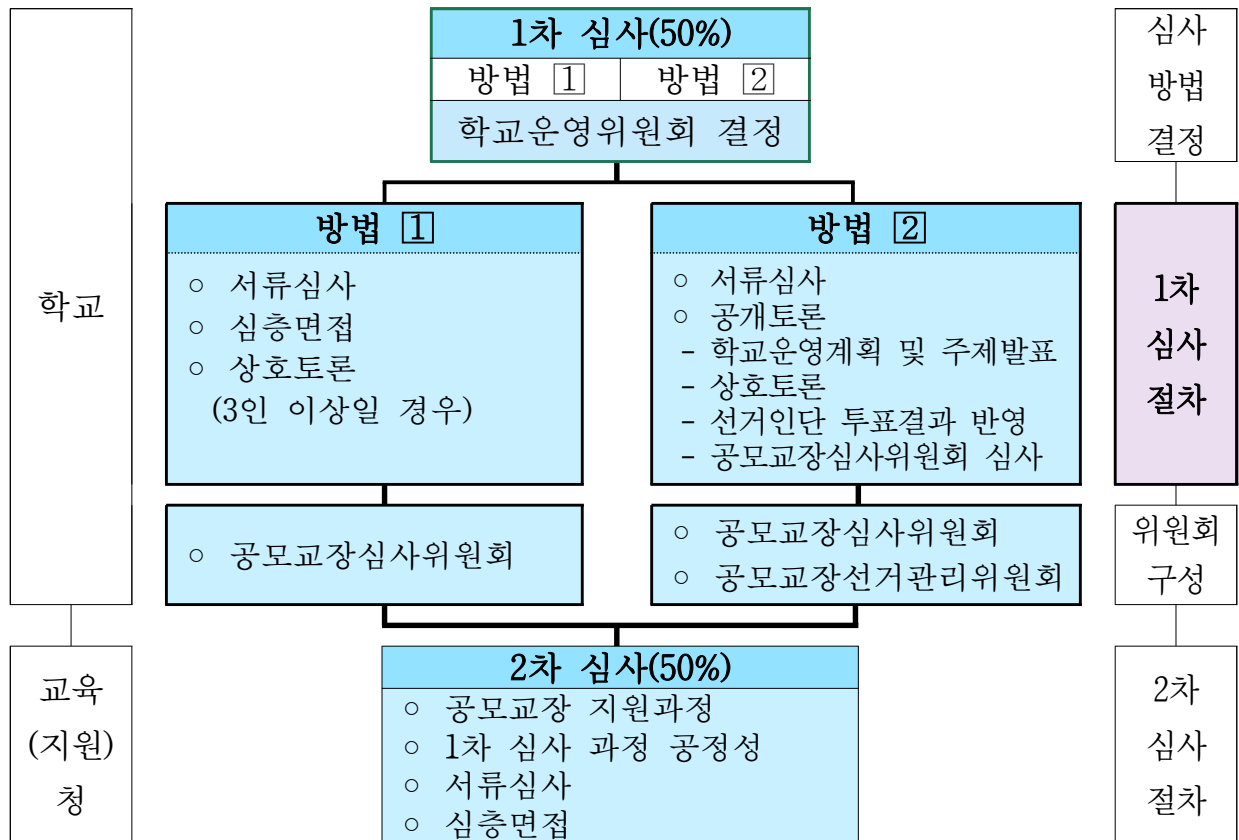 1차 심사(50%)
방법 1 방법 2
학교운영위원회 결정
심사
방법
결정
학교
방법 1
○ 서류심사
○ 심층면접
○ 상호토론
(3인 이상일 경우)
○ 공모교장심사위원회
방법 2
○ 서류심사
○ 공개토론
- 학교운영계획 및 주제발표
- 상호토론
- 선거인단 투표결과 반영
- 공모교장심사위원회 심사
○ 공모교장심사위원회
○ 공모교장선거관리위원회
1차
심사
절차
위원회
구성
교육
(지원)
청
2차 심사(50%)
○ 공모교장 지원과정
○ 1차 심사 과정 공정성
○ 서류심사
○ 심층면접
2차
심사
절차